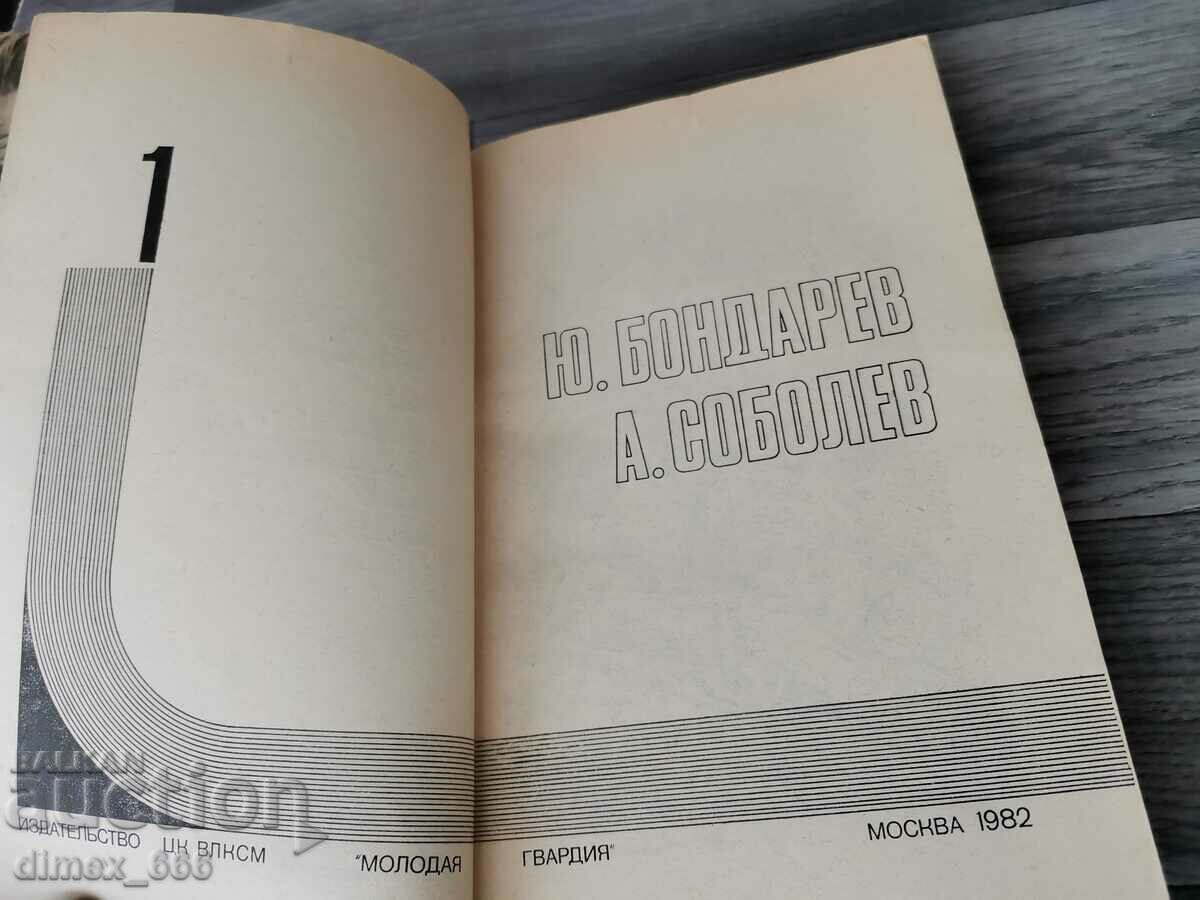 1
Ю. БОНДАРЕВ
А. СОБОЛЕВ
ИЗДАТЕЛЬСТВО ЦК ВЛКСМ "МОЛОДАЯ ГВАРДИЯ" МОСКВА 1982
BALKAN
auction
dimex_666